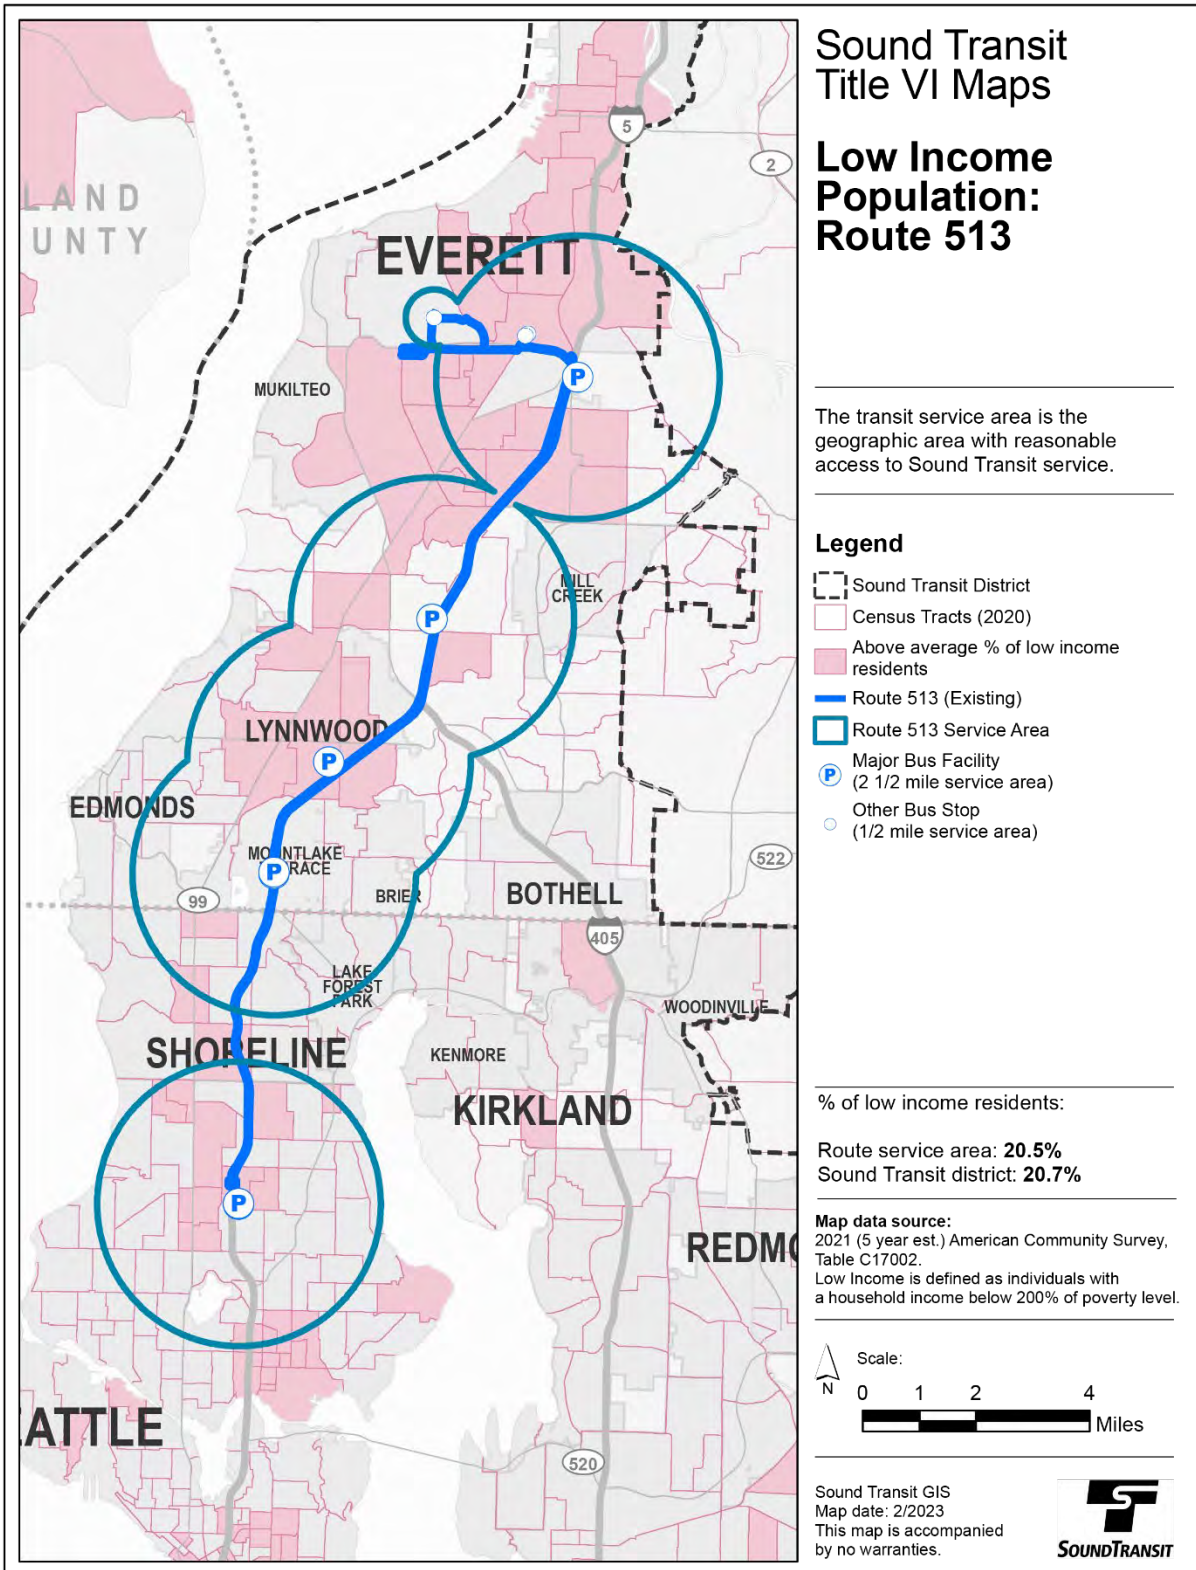 Sound Transit
Title VI Maps
Low Income
Population:
Route 513
The transit service area is the
geographic area with reasonable
access to Sound Transit service.
Legend
Sound Transit District
Census Tracts (2020)
Above average % of low income
residents
Route 513 (Existing)
Route 513 Service Area
P
Major Bus Facility
(2 1/2 mile service area)
Other Bus Stop
(1/2 mile service area)
% of low income residents:
Route service area: 20.5%
Sound Transit district: 20.7%
Map data source:
2021 (5 year est.) American Community Survey,
Table C17002.
Low Income is defined as individuals with
a household income below 200% of poverty level.
N
Scale:
0 1 2 4
Miles
Sound Transit GIS
Map date: 2/2023
This map is accompanied
by no warranties.
SOUNDTRANSIT
5
2
LAND
UNTY
EVERETT
MUKILTEO
P
MILL
CREEK
P
LYNNWOOD
P
EDMONDS
MOUNTLAKE
TERRACE
P
BRIER
BOTHELL
522
99
405
LAKE
FOREST
PARK
WOODINVILLE
SHORELINE
KENMORE
KIRKLAND
P
REDMO
EATTLE
520